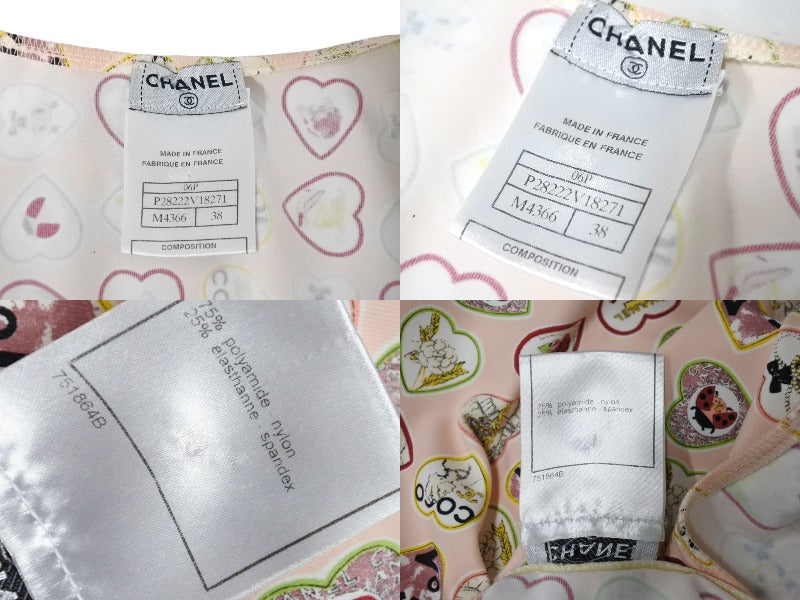 CHANEL
MADE IN FRANCE
FABRIQUE EN FRANCE
06P
P28222V18271
M4366 38
COMPOSITION
CHANEL
MADE IN FRANCE
FABRIQUE EN FRANCE
06P
P28222V18271
M4366 38
COMPOSITION
75% polyamide nylon
25% elasthanne spandex
751864B
75% polyamide nylon
25% elasthanne spandex
751864B
CHANE
COCO